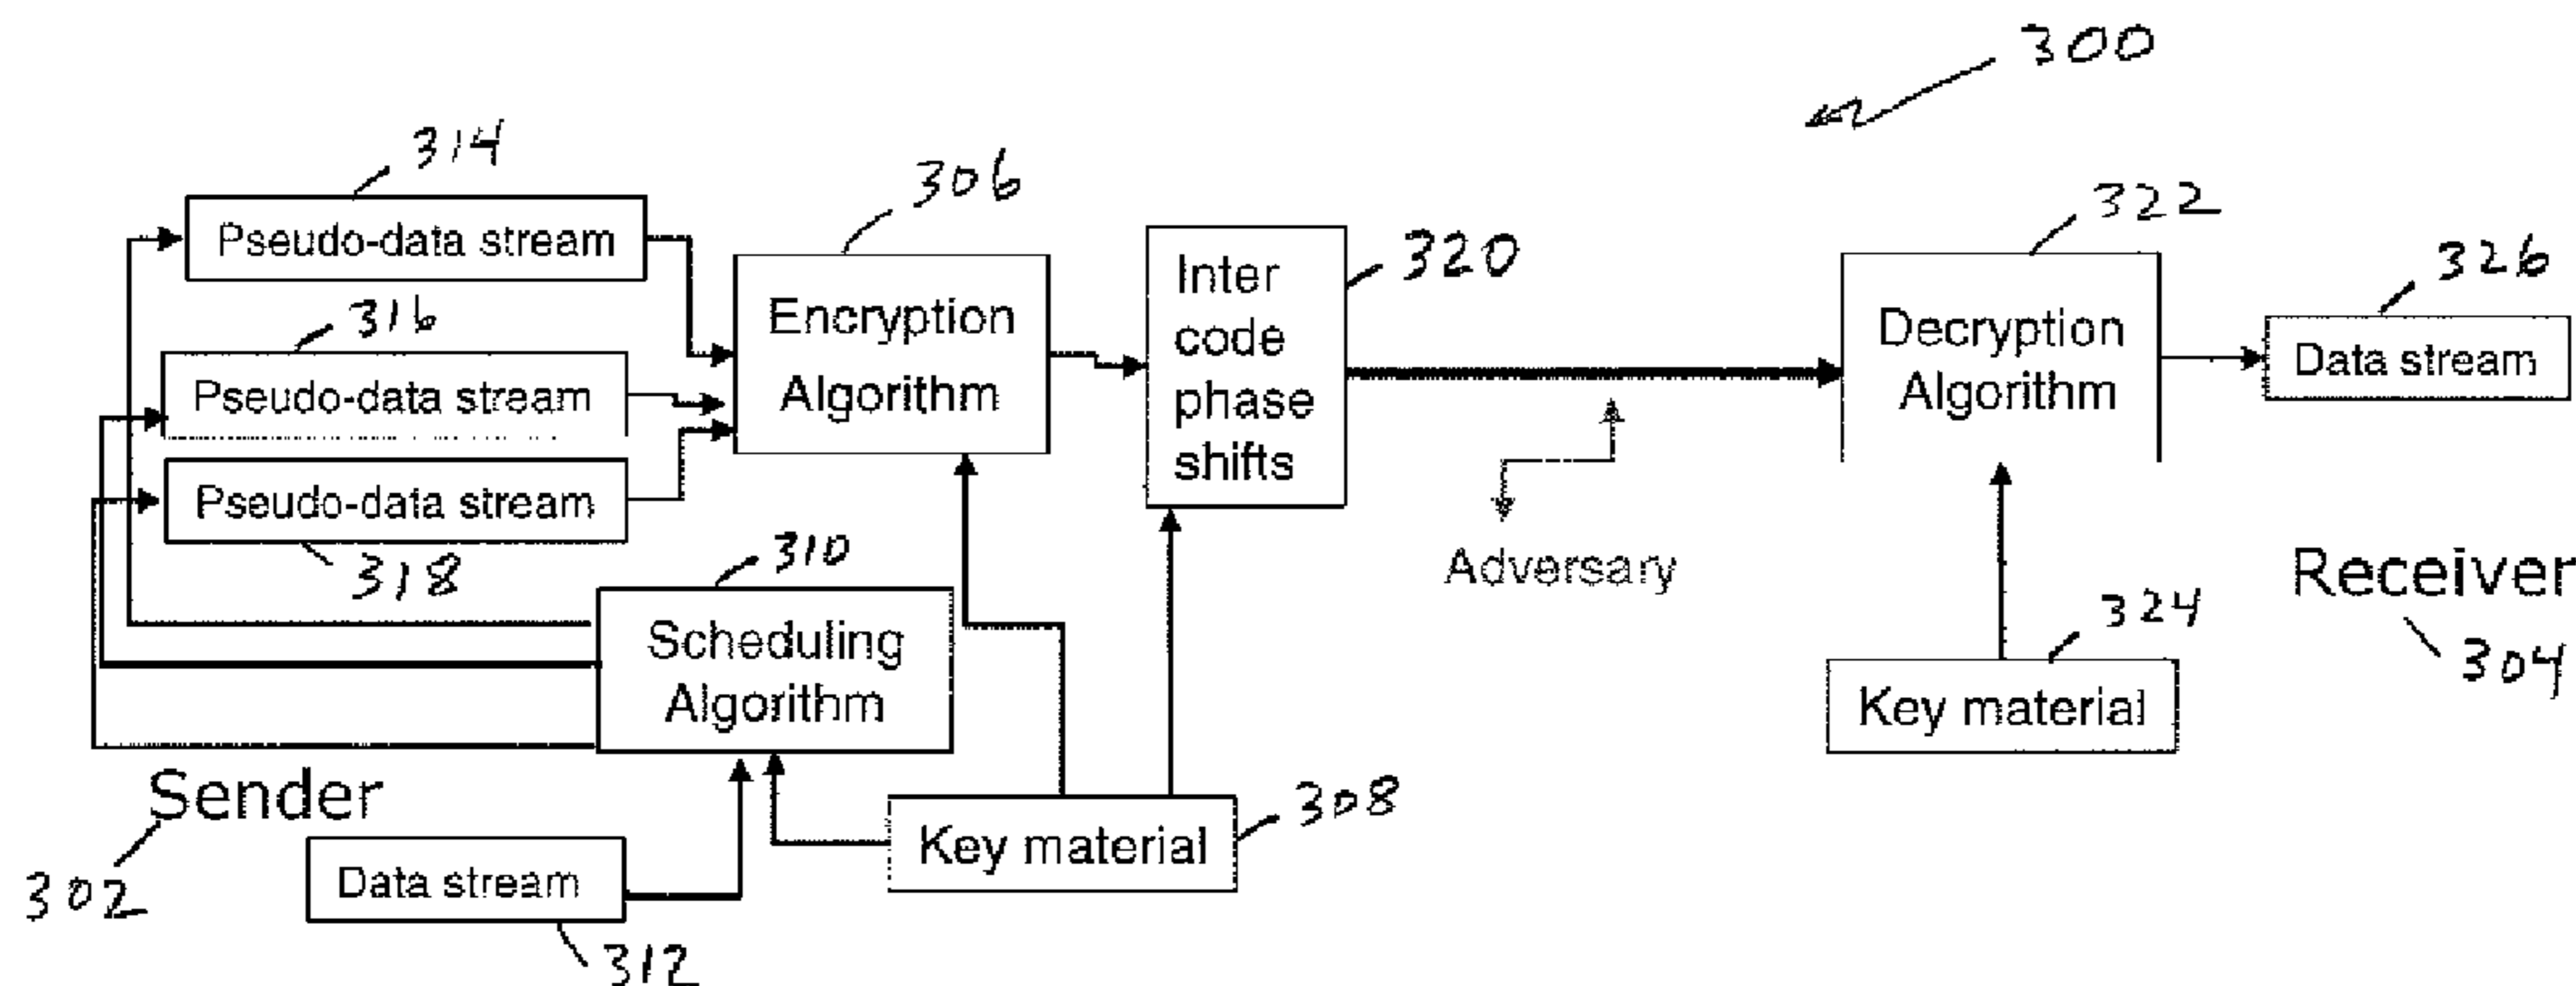 300
314
306
322
Pseudo-data stream
320
326
316
Encryption
Algorithm
Inter
code
phase
shifts
Decryption
Algorithm
Data stream
Pseudo-data stream
Pseudo-data stream
318
310
Adversary
Receiver
304
Scheduling
Algorithm
324
Key material
Sender
302
308
Key material
Data stream
312